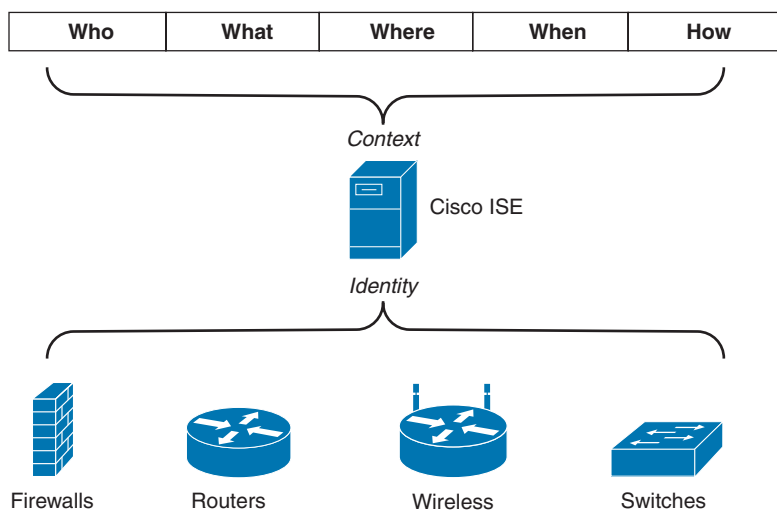 Who What Where When How
Context
Cisco ISE
Identity
Firewalls Routers Wireless Switches